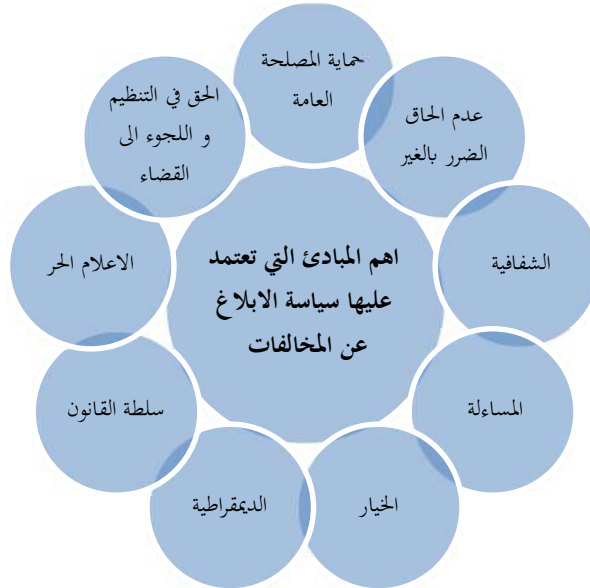 حماية المصلحة
العامة
عدم الحاق
الضرر بالغير
الشفافية
المساءلة
الخيار
الديمقراطية
سلطة القانون
الاعلام الحر
الحق في التنظيم
و اللجوء الى
القضاء
اهم المبادئ التي تعتمد
عليها سياسة الابلاغ
عن المخالفات